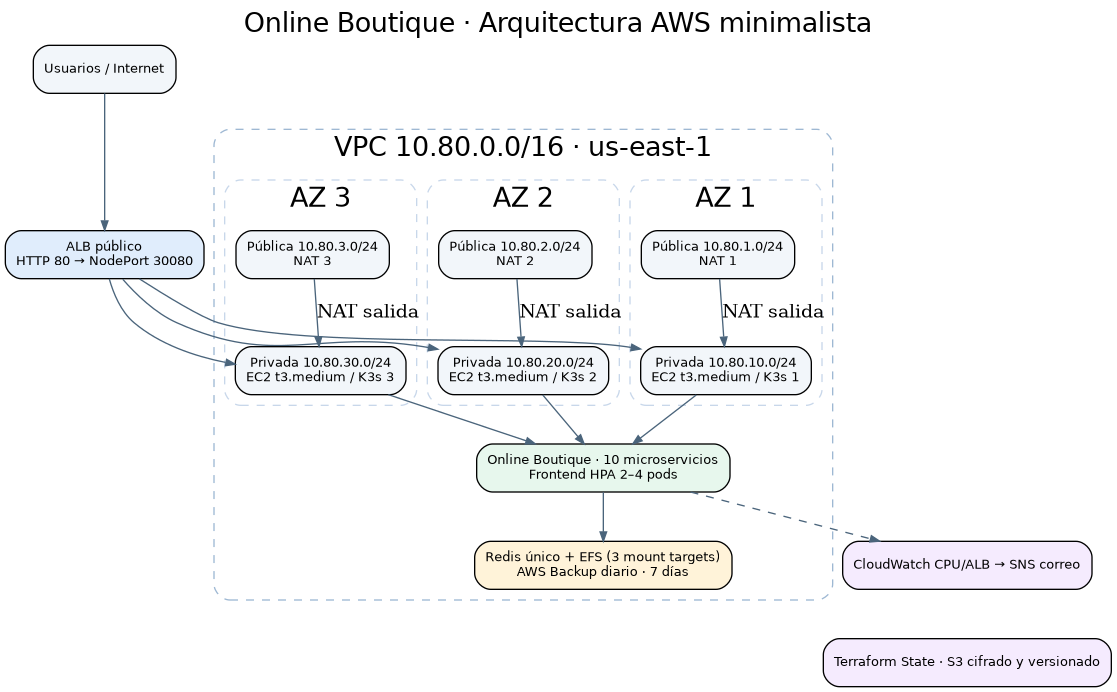 Online Boutique · Arquitectura AWS minimalista
Usuarios / Internet
VPC 10.80.0.0/16 · us-east-1
AZ 3
AZ 2
AZ 1
ALB público
HTTP 80 → NodePort 30080
Pública 10.80.3.0/24
NAT 3
Pública 10.80.2.0/24
NAT 2
Pública 10.80.1.0/24
NAT 1
NAT salida
NAT salida
NAT salida
Privada 10.80.30.0/24
EC2 t3.medium / K3s 3
Privada 10.80.20.0/24
EC2 t3.medium / K3s 2
Privada 10.80.10.0/24
EC2 t3.medium / K3s 1
Online Boutique · 10 microservicios
Frontend HPA 2–4 pods
Redis único + EFS (3 mount targets)
AWS Backup diario · 7 días
CloudWatch CPU/ALB → SNS correo
Terraform State · S3 cifrado y versionado